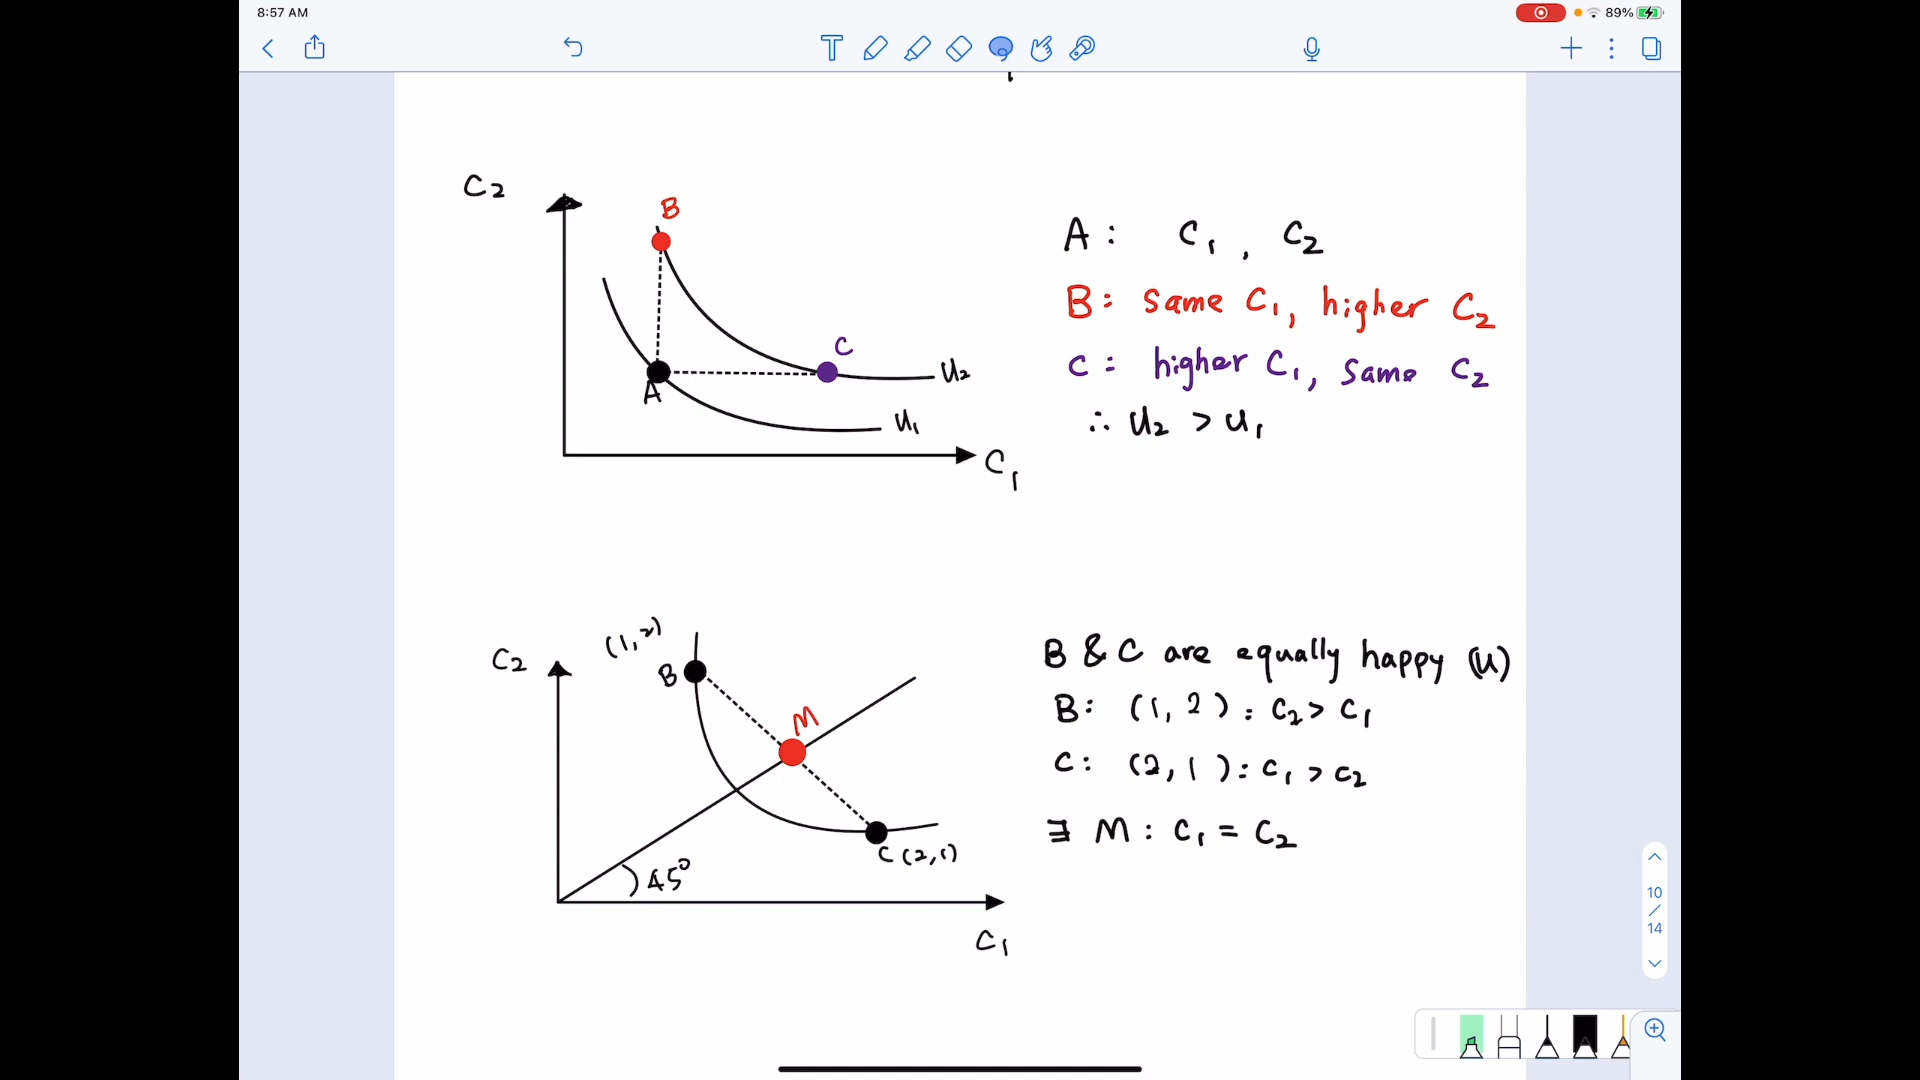 8:57 AM
89%
C2
B
A: C1, C2
B: same C1, higher C2
C
C: higher C1, same C2
U2
A
U1
∴ U2 > U1
C1
(1,2)
C2
B
B & C are equally happy (U)
M
B: (1, 2): C2 > C1
C: (2, 1): C1 > C2
∃ M: C1 = C2
C (2,1)
45°
C1
10
/
14